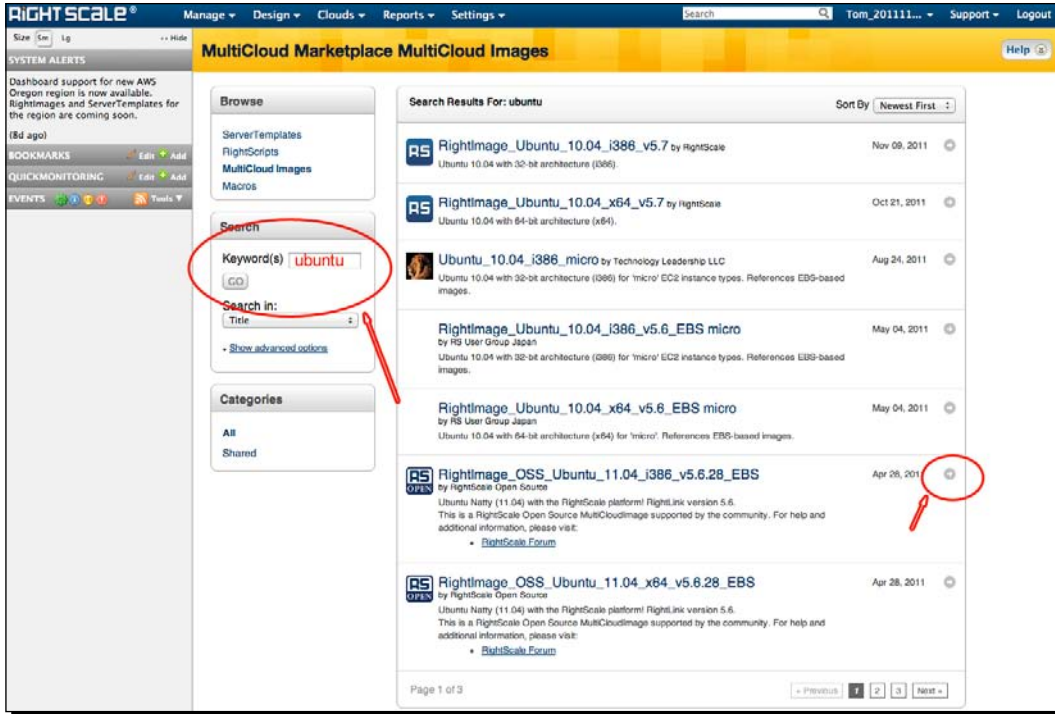 RIGHTSCALE®
Manage Design Clouds Reports Settings
Search
Tom_201111... Support Logout
Size Sm Lg Hide
SYSTEM ALERTS
Dashboard support for new AWS
Oregon region is now available.
RightImages and ServerTemplates for
the region are coming soon.
(8d ago)
BOOKMARKS Edit Add
QUICKMONITORING Edit Add
EVENTS Tools
MultiCloud Marketplace MultiCloud Images
Help
Browse
ServerTemplates
RightScripts
MultiCloud Images
Macros
Search
Keyword(s) ubuntu
GO
Search in:
Title
+ Show advanced options
Categories
All
Shared
Search Results For: ubuntu
Sort By Newest First
RS
RightImage_Ubuntu_10.04_i386_v5.7 by RightScale
Nov 09, 2011
Ubuntu 10.04 with 32-bit architecture (i386).
RS
RightImage_Ubuntu_10.04_x64_v5.7 by RightScale
Oct 21, 2011
Ubuntu 10.04 with 64-bit architecture (x64).
Ubuntu_10.04_i386_micro by Technology Leadership LLC
Aug 24, 2011
Ubuntu 10.04 with 32-bit architecture (i386) for 'micro' EC2 instance types. References EBS-based
images.
RightImage_Ubuntu_10.04_i386_v5.6_EBS micro
May 04, 2011
by RS User Group Japan
Ubuntu 10.04 with 32-bit architecture (i386) for 'micro' EC2 instance types. References EBS-based
images.
RightImage_Ubuntu_10.04_x64_v5.6_EBS micro
May 04, 2011
by RS User Group Japan
Ubuntu 10.04 with 64-bit architecture (x64) for 'micro'. References EBS-based images.
RS OPEN
RightImage_OSS_Ubuntu_11.04_i386_v5.6.28_EBS
Apr 28, 2011
by RightScale Open Source
Ubuntu Natty (11.04) with the RightScale platform! RightLink version 5.6.
This is a RightScale Open Source MultiCloudImage supported by the community. For help and
additional information, please visit:
• RightScale Forum
RS OPEN
RightImage_OSS_Ubuntu_11.04_x64_v5.6.28_EBS
Apr 28, 2011
by RightScale Open Source
Ubuntu Natty (11.04) with the RightScale platform! RightLink version 5.6.
This is a RightScale Open Source MultiCloudImage supported by the community. For help and
additional information, please visit:
• RightScale Forum
Page 1 of 3
« Previous 1 2 3 Next »